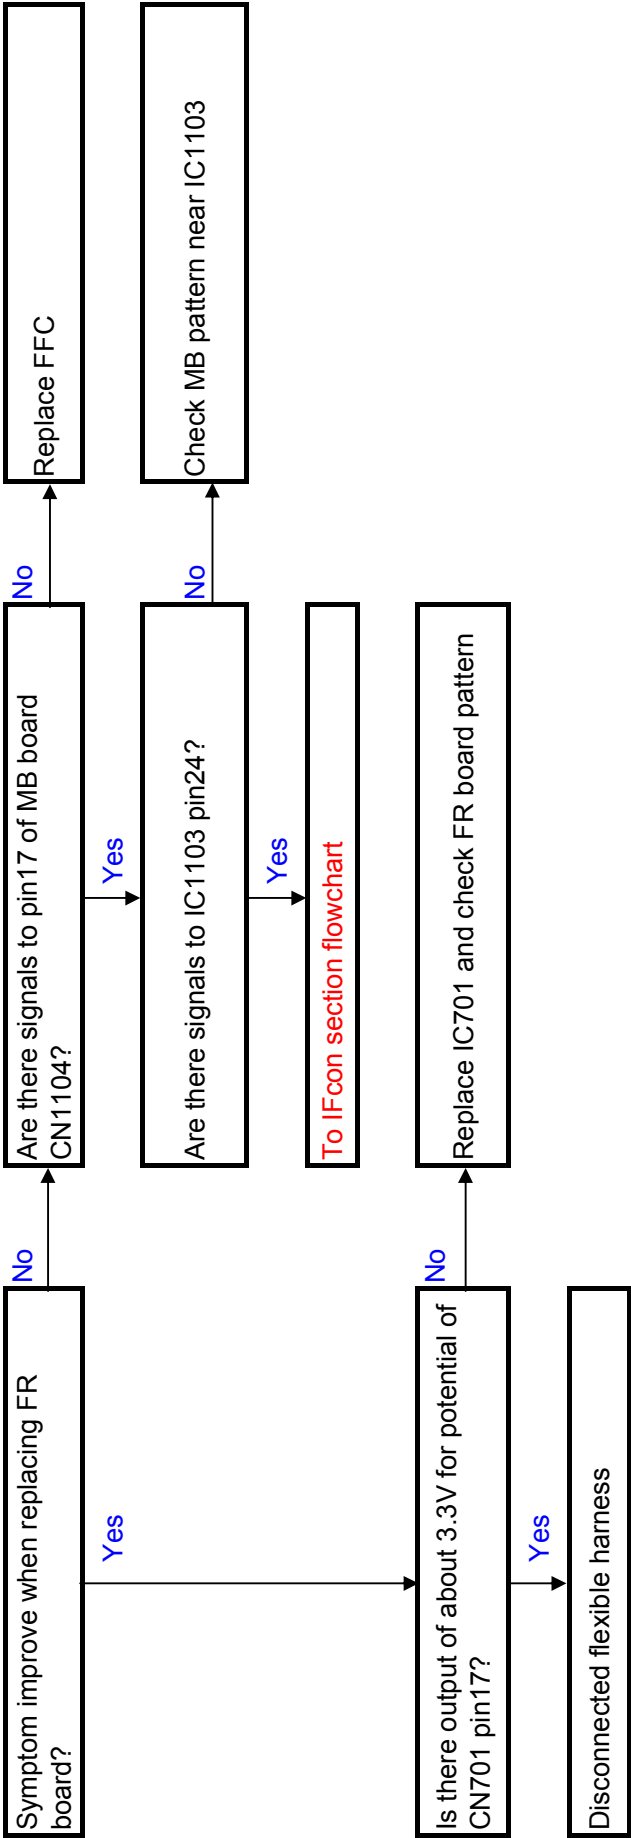 Symptom improve when replacing FR
board?
No
Are there signals to pin17 of MB board
CN1104?
No
Replace FFC
Yes
Are there signals to IC1103 pin24?
No
Check MB pattern near IC1103
Yes
To IFcon section flowchart
Yes
Is there output of about 3.3V for potential of
CN701 pin17?
No
Replace IC701 and check FR board pattern
Yes
Disconnected flexible harness